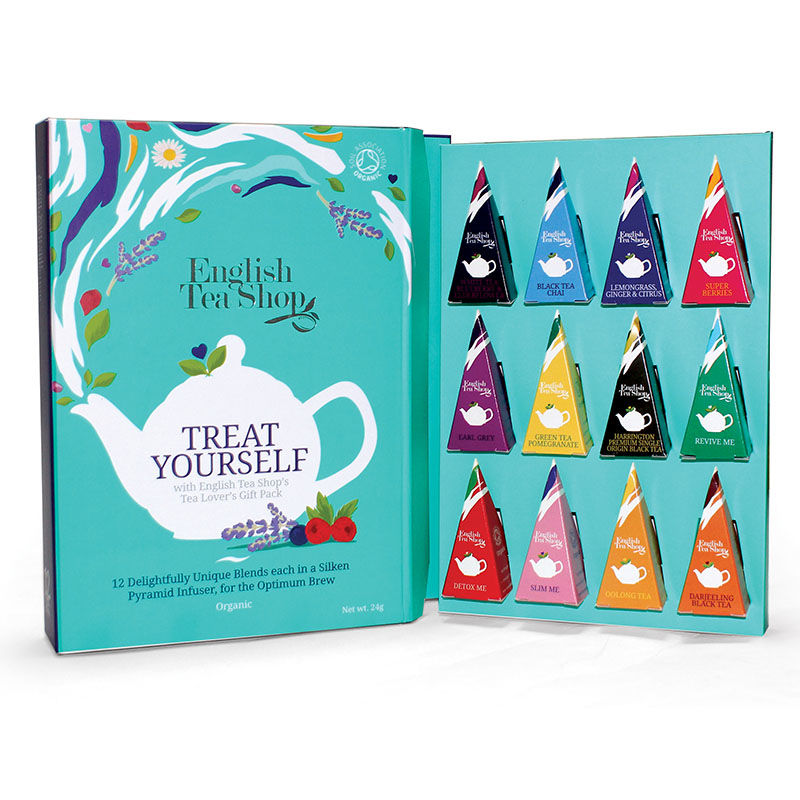 SOIL ASSOCIATION
ORGANIC
English
Tea Shop
TREAT
YOURSELF
with English Tea Shop's
Tea Lover's Gift Pack
12 Delightfully Unique Blends each in a Silken
Pyramid Infuser, for the Optimum Brew
Organic
Net wt. 24g
English
Tea Shop
English
Tea Shop
BLACK TEA
CHAI
English
Tea Shop
LEMONGRASS,
GINGER & CITRUS
English
Tea Shop
SUPER
BERRIES
English
Tea Shop
EARL GREY
English
Tea Shop
GREEN TEA
POMEGRANATE
English
Tea Shop
HARRINGTON
PREMIUM SINGLE
ORIGIN BLACK TEA
English
Tea Shop
REVIVE ME
English
Tea Shop
DETOX ME
English
Tea Shop
SLIM ME
English
Tea Shop
OOLONG TEA
English
Tea Shop
DARJEELING
BLACK TEA